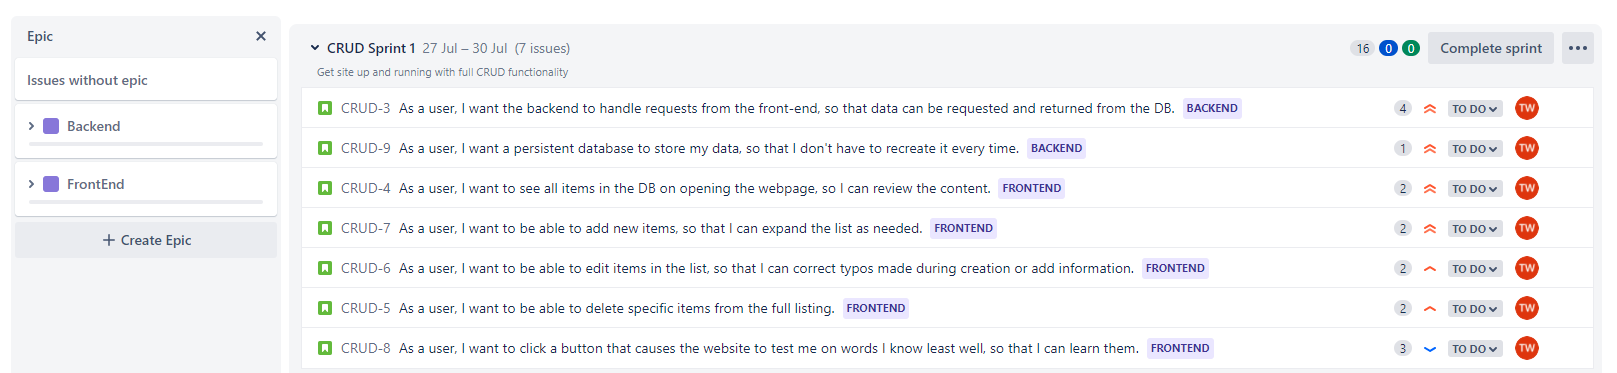 Epic
Issues without epic
Backend
FrontEnd
+ Create Epic
CRUD Sprint 1 27 Jul – 30 Jul (7 issues) 16 0 0 Complete sprint
Get site up and running with full CRUD functionality
CRUD-3 As a user, I want the backend to handle requests from the front-end, so that data can be requested and returned from the DB. BACKEND 4 TO DO TW
CRUD-9 As a user, I want a persistent database to store my data, so that I don't have to recreate it every time. BACKEND 1 TO DO TW
CRUD-4 As a user, I want to see all items in the DB on opening the webpage, so I can review the content. FRONTEND 2 TO DO TW
CRUD-7 As a user, I want to be able to add new items, so that I can expand the list as needed. FRONTEND 2 TO DO TW
CRUD-6 As a user, I want to be able to edit items in the list, so that I can correct typos made during creation or add information. FRONTEND 2 TO DO TW
CRUD-5 As a user, I want to be able to delete specific items from the full listing. FRONTEND 2 TO DO TW
CRUD-8 As a user, I want to click a button that causes the website to test me on words I know least well, so that I can learn them. FRONTEND 3 TO DO TW